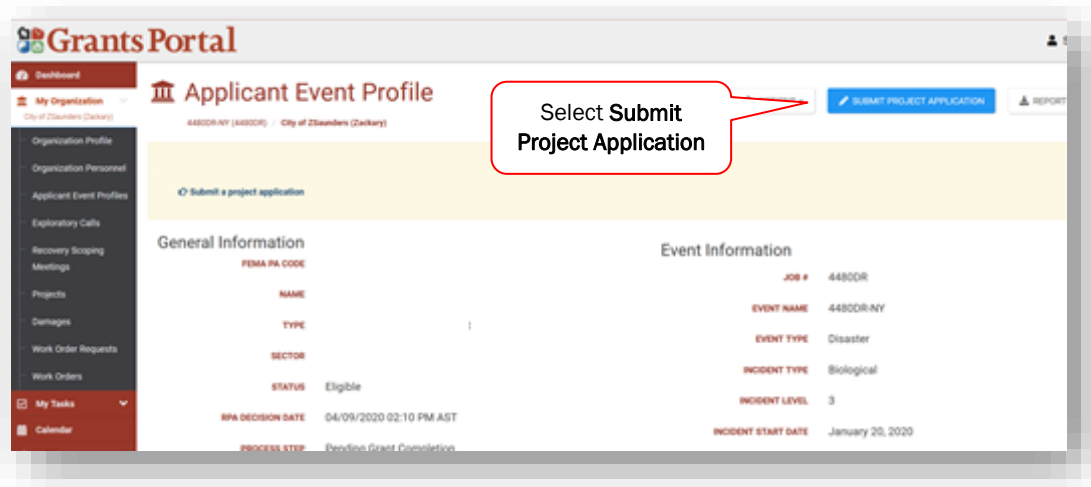 Grants Portal
Dashboard
My Organization
City of ZSaunders (Zackary)
Organization Profile
Organization Personnel
Applicant Event Profiles
Exploratory Calls
Recovery Scoping
Meetings
Projects
Damages
Work Order Requests
Work Orders
My Tasks
Calendar
Applicant Event Profile
4480DR-NY (4480DR) / City of ZSaunders (Zackary)
Select Submit
Project Application
SUBMIT PROJECT APPLICATION
REPORT
Submit a project application
General Information
FEMA PA CODE
NAME
TYPE
SECTOR
STATUS Eligible
RPA DECISION DATE 04/09/2020 02:10 PM AST
PROCESS STEP Pending Grant Completion
Event Information
JOB # 4480DR
EVENT NAME 4480DR-NY
EVENT TYPE Disaster
INCIDENT TYPE Biological
INCIDENT LEVEL 3
INCIDENT START DATE January 20, 2020